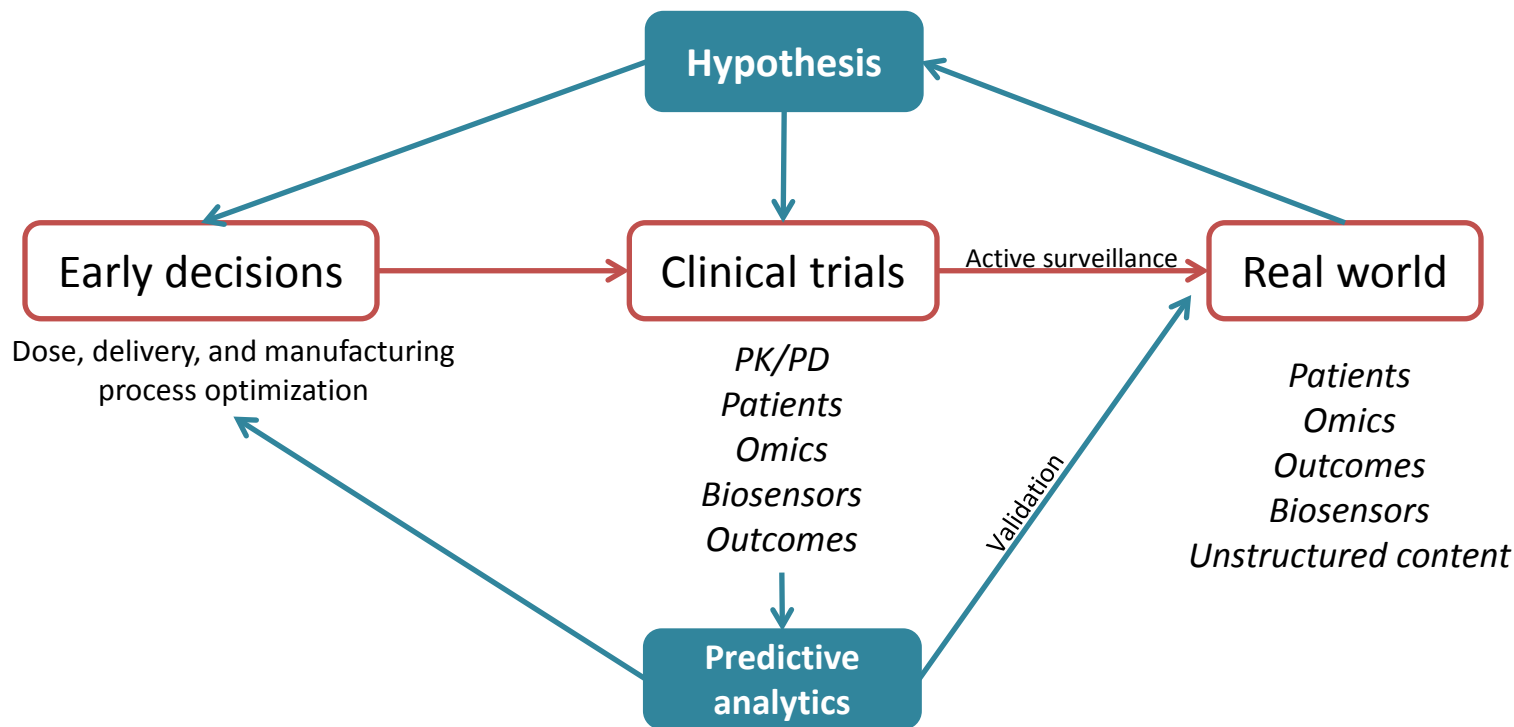 Hypothesis
Early decisions
Clinical trials
Active surveillance
Real world
Dose, delivery, and manufacturing
process optimization
PK/PD
Patients
Omics
Biosensors
Outcomes
Validation
Patients
Omics
Outcomes
Biosensors
Unstructured content
Predictive
analytics